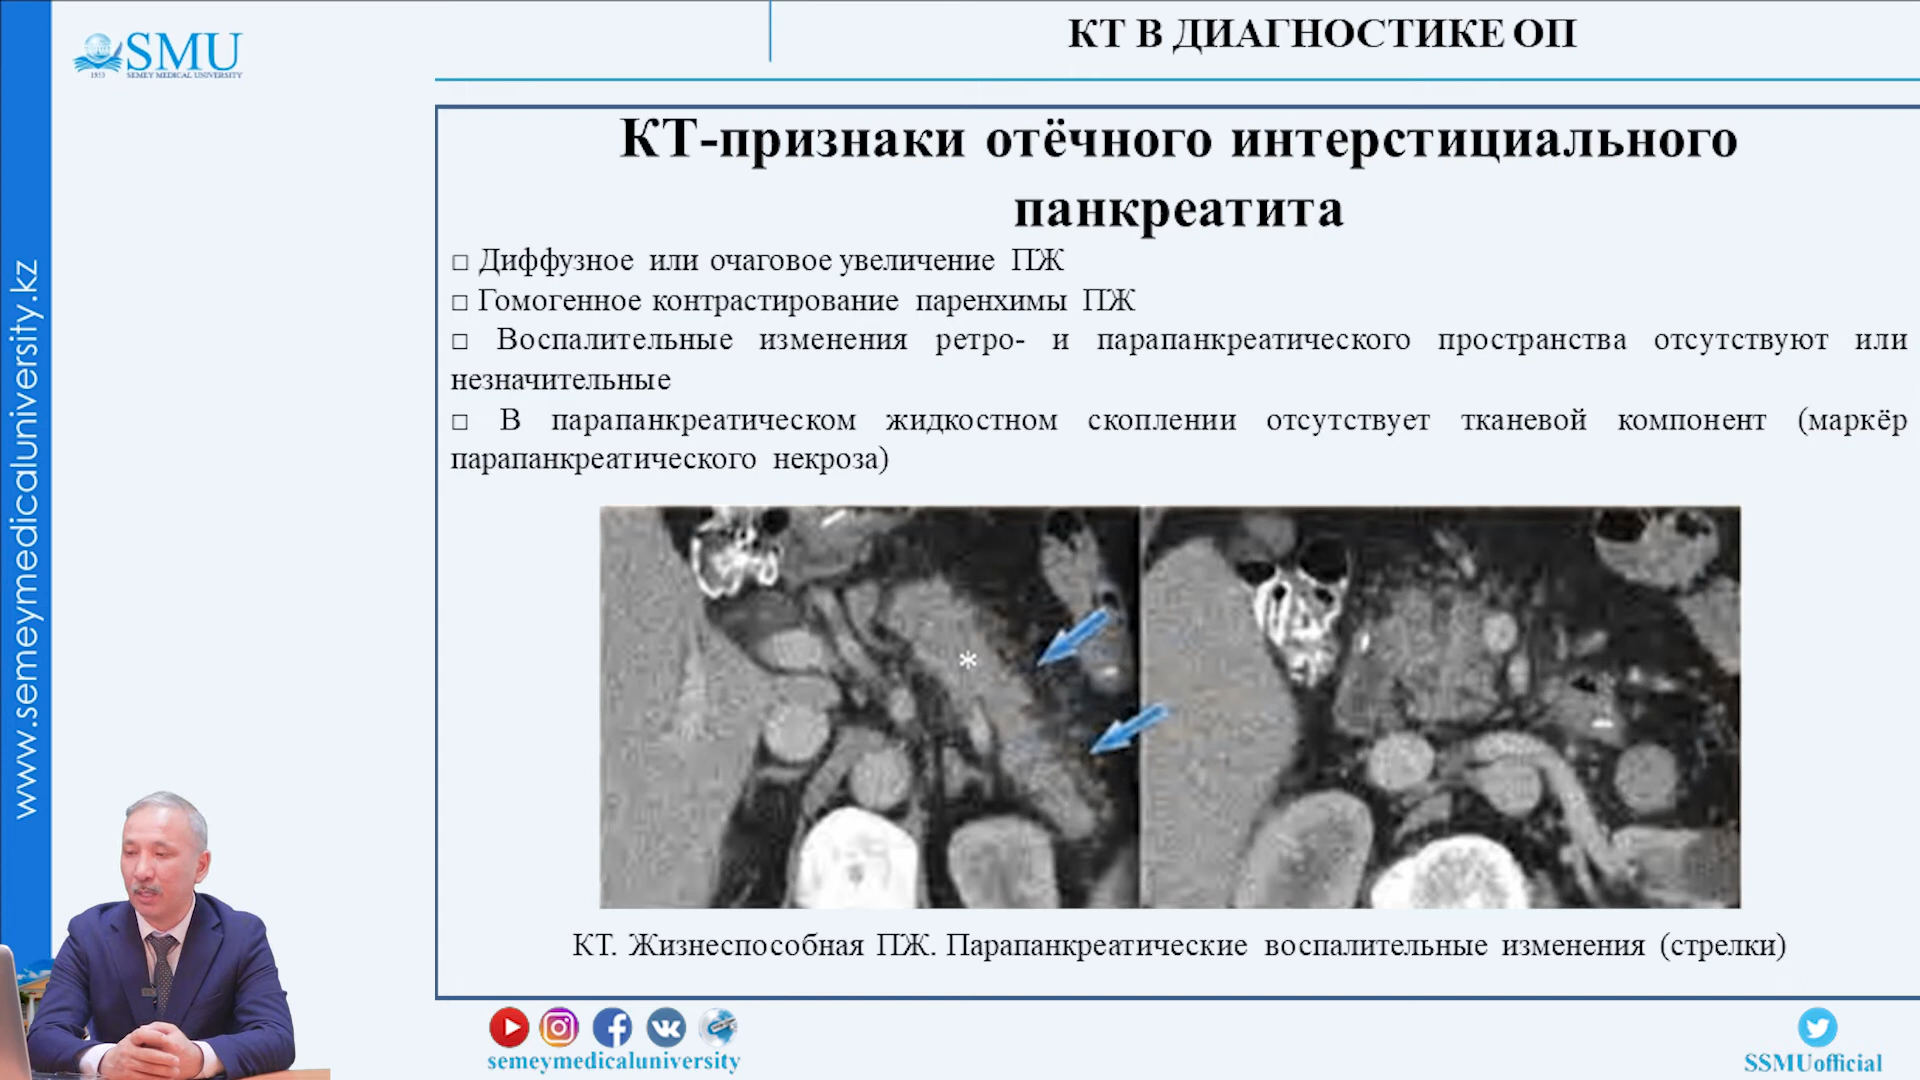 SMU
1953 SEMEY MEDICAL UNIVERSITY
www.semeymedicaluniversity.kz
КТ В ДИАГНОСТИКЕ ОП
КТ-признаки отёчного интерстициального
панкреатита
□ Диффузное или очаговое увеличение ПЖ
□ Гомогенное контрастирование паренхимы ПЖ
□ Воспалительные изменения ретро- и парапанкреатического пространства отсутствуют или
незначительные
□ В парапанкреатическом жидкостном скоплении отсутствует тканевой компонент (маркёр
парапанкреатического некроза)
*
КТ. Жизнеспособная ПЖ. Парапанкреатические воспалительные изменения (стрелки)
semeymedicaluniversity
SSMUofficial